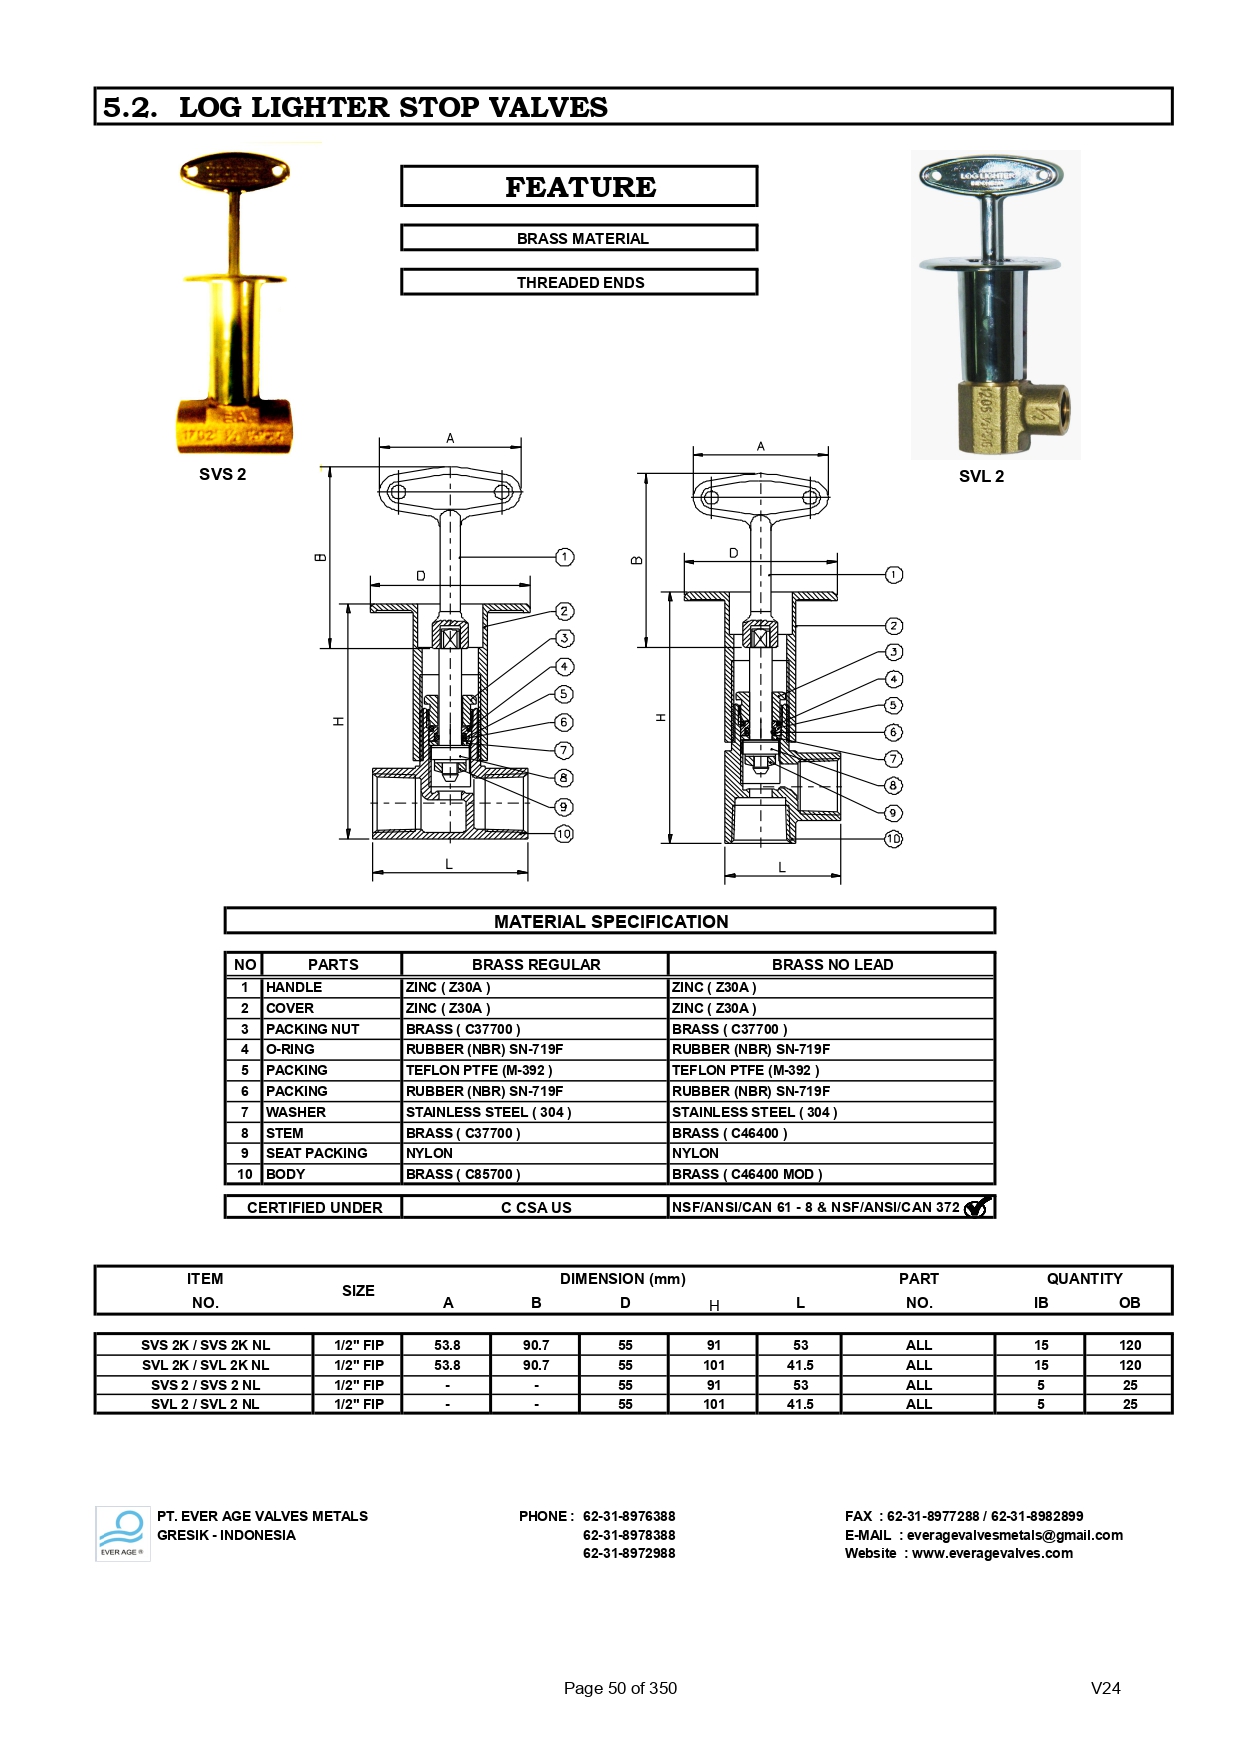 5.2. LOG LIGHTER STOP VALVES
FEATURE
BRASS MATERIAL
THREADED ENDS
LOG LIGHTER
EA
1205
1/2
SVS 2
SVL 2
A
B
D
H
L
1
2
3
4
5
6
7
8
9
10
A
B
D
H
L
1
2
3
4
5
6
7
8
9
10
MATERIAL SPECIFICATION
NO PARTS BRASS REGULAR BRASS NO LEAD
1 HANDLE ZINC ( Z30A ) ZINC ( Z30A )
2 COVER ZINC ( Z30A ) ZINC ( Z30A )
3 PACKING NUT BRASS ( C37700 ) BRASS ( C37700 )
4 O-RING RUBBER (NBR) SN-719F RUBBER (NBR) SN-719F
5 PACKING TEFLON PTFE (M-392 ) TEFLON PTFE (M-392 )
6 PACKING RUBBER (NBR) SN-719F RUBBER (NBR) SN-719F
7 WASHER STAINLESS STEEL ( 304 ) STAINLESS STEEL ( 304 )
8 STEM BRASS ( C37700 ) BRASS ( C46400 )
9 SEAT PACKING NYLON NYLON
10 BODY BRASS ( C85700 ) BRASS ( C46400 MOD )
CERTIFIED UNDER C CSA US NSF/ANSI/CAN 61 - 8 & NSF/ANSI/CAN 372
ITEM SIZE DIMENSION (mm) PART QUANTITY
NO. A B D H L NO. IB OB
SVS 2K / SVS 2K NL 1/2" FIP 53.8 90.7 55 91 53 ALL 15 120
SVL 2K / SVL 2K NL 1/2" FIP 53.8 90.7 55 101 41.5 ALL 15 120
SVS 2 / SVS 2 NL 1/2" FIP - - 55 91 53 ALL 5 25
SVL 2 / SVL 2 NL 1/2" FIP - - 55 101 41.5 ALL 5 25
EVER AGE ®
PT. EVER AGE VALVES METALS PHONE : 62-31-8976388 FAX : 62-31-8977288 / 62-31-8982899
GRESIK - INDONESIA 62-31-8978388 E-MAIL : everagevalvesmetals@gmail.com
62-31-8972988 Website : www.everagevalves.com
Page 50 of 350 V24